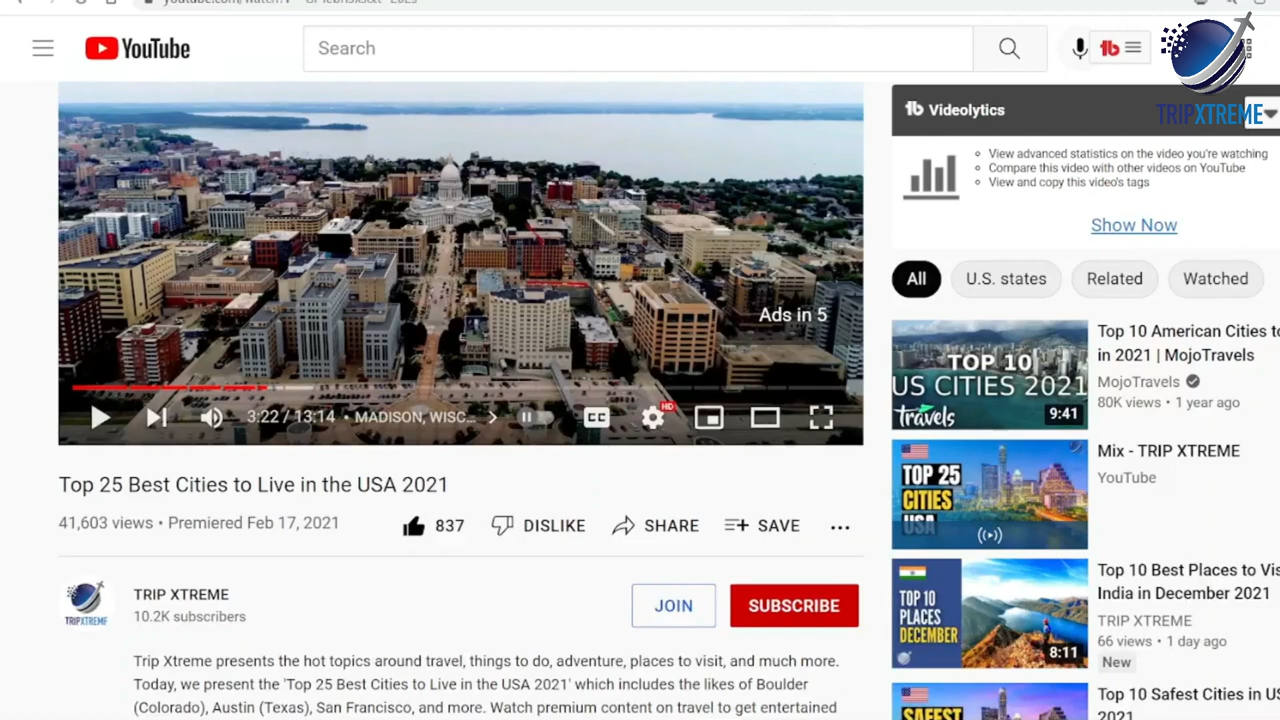 YouTube
Search
TRIPXTREME
Videolytics
View advanced statistics on the video you're watching
Compare this video with other videos on YouTube
View and copy this video's tags
Show Now
All
U.S. states
Related
Watched
Ads in 5
HD
CC
3:22 / 13:14 • MADISON, WISC...
Top 25 Best Cities to Live in the USA 2021
41,603 views • Premiered Feb 17, 2021
837
DISLIKE
SHARE
SAVE
TRIP XTREME
10.2K subscribers
JOIN
SUBSCRIBE
TRIPXTREME
Trip Xtreme presents the hot topics around travel, things to do, adventure, places to visit, and much more.
Today, we present the 'Top 25 Best Cities to Live in the USA 2021' which includes the likes of Boulder
(Colorado), Austin (Texas), San Francisco, and more. Watch premium content on travel to get entertained
TOP 10
US CITIES 2021
travels
9:41
Top 10 American Cities to
in 2021 | MojoTravels
MojoTravels
80K views • 1 year ago
TOP 25
CITIES
USA
Mix - TRIP XTREME
YouTube
TOP 10
PLACES
DECEMBER
8:11
Top 10 Best Places to Vis
India in December 2021
TRIP XTREME
66 views • 1 day ago
New
SAFEST
Top 10 Safest Cities in US
2021